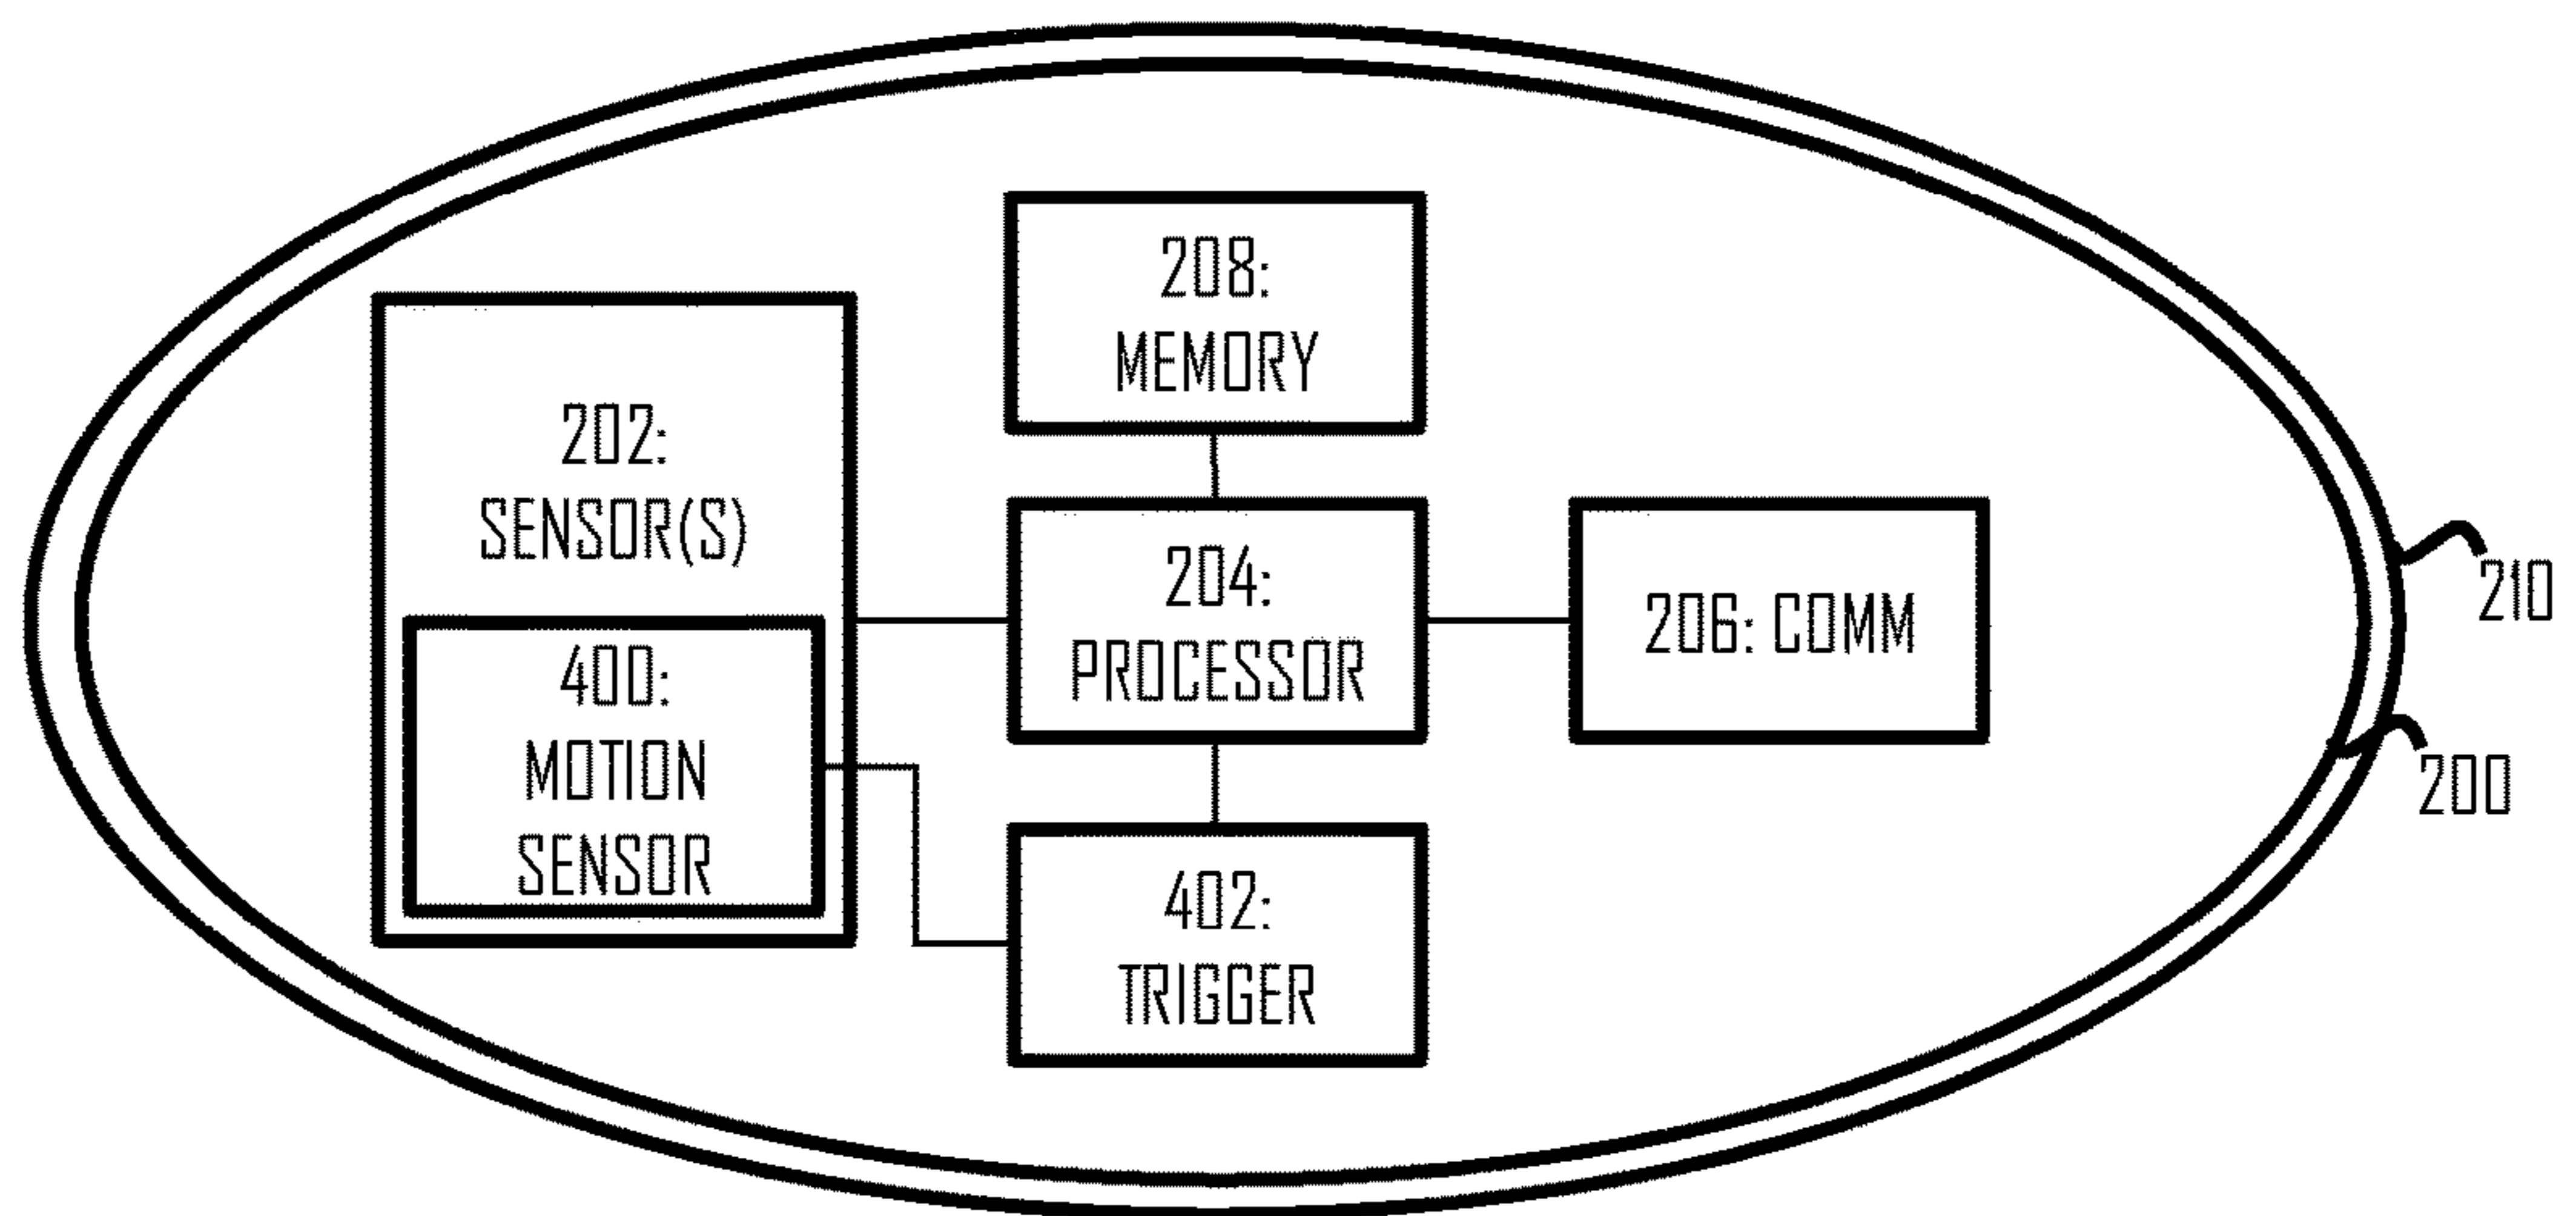 208:
MEMORY
202:
SENSOR(S)
400:
MOTION
SENSOR
204:
PROCESSOR
206: COMM
402:
TRIGGER
210
200